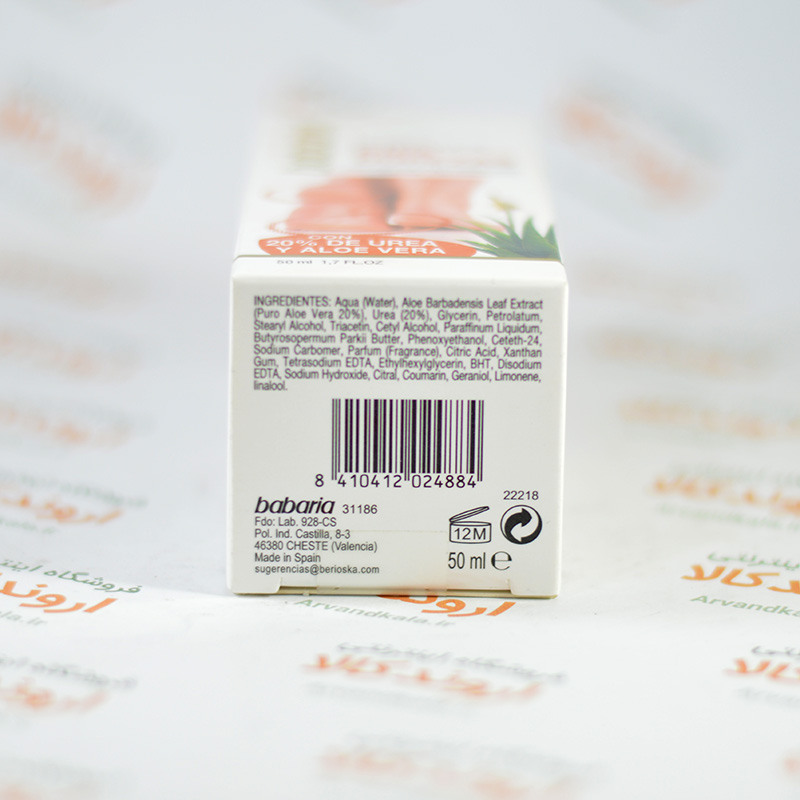 CON
20% DE UREA
Y ALOE VERA
50 ml 1,7 FL.OZ
INGREDIENTES: Aqua (Water), Aloe Barbadensis Leaf Extract
(Puro Aloe Vera 20%), Urea (20%), Glycerin, Petrolatum,
Stearyl Alcohol, Triacetin, Cetyl Alcohol, Paraffinum Liquidum,
Butyrospermum Parkii Butter, Phenoxyethanol, Ceteth-24,
Sodium Carbomer, Parfum (Fragrance), Citric Acid, Xanthan
Gum, Tetrasodium EDTA, Ethylhexylglycerin, BHT, Disodium
EDTA, Sodium Hydroxide, Citral, Coumarin, Geraniol, Limonene,
linalool.
8 410412 024884
babaria 31186
22218
Fdo: Lab. 928-CS
Pol. Ind. Castilla, 8-3
46380 CHESTE (Valencia)
Made in Spain
sugerencias@berioska.com
12M
50 ml e
فروشگاه اینترنتی
اروندکالا
Arvandkala.ir